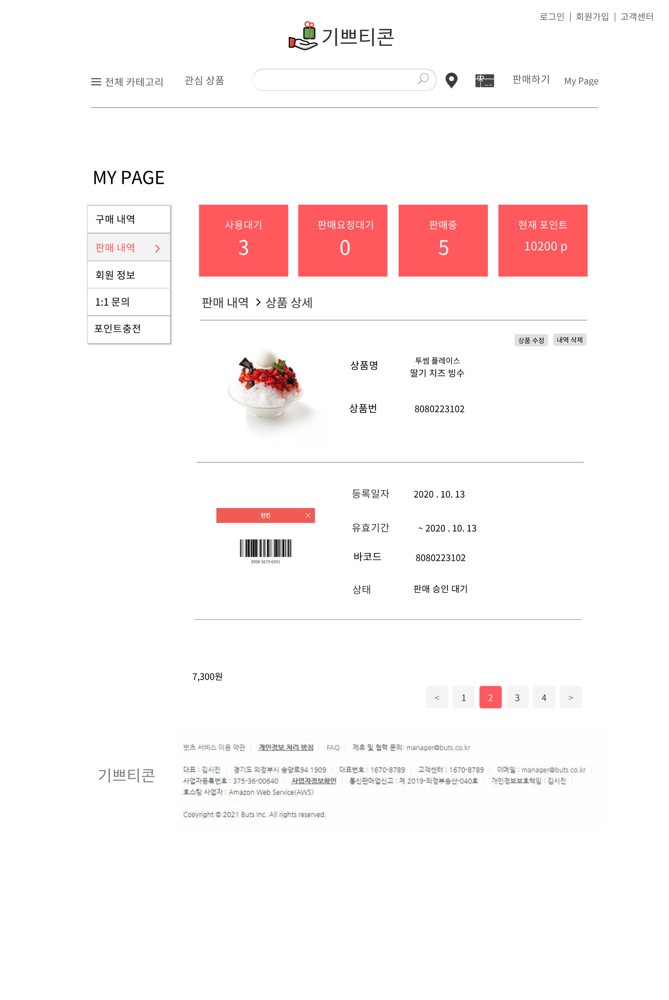 로그인 | 회원가입 | 고객센터
기쁘티콘
전체 카테고리 관심 상품 판매하기 My Page
MY PAGE
구매 내역
판매 내역
회원 정보
1:1 문의
포인트충전
사용대기 판매요청대기 판매중 현재 포인트
3 0 5 10200 p
판매 내역 > 상품 상세
상품 수정 내역 삭제
상품명 투썸 플레이스
딸기 치즈 빙수
상품번 8080223102
등록일자 2020 . 10. 13
던킨
유효기간 ~ 2020 . 10. 13
9998 5679 6691
바코드 8080223102
상태 판매 승인 대기
7,300원
< 1 2 3 4 >
벗츠 서비스 이용 약관 | 개인정보 처리 방침 | FAQ | 제휴 및 협력 문의: manager@buts.co.kr
기쁘티콘
대표 : 김시진 | 경기도 의정부시 송양로94 1909 | 대표번호 : 1670-8789 | 고객센터 : 1670-8789 | 이메일 : manager@buts.co.kr |
사업자등록번호 : 375-36-00640 | 사업자정보확인 | 통신판매업신고 : 제 2019-의정부송산-040호 | 개인정보보호책임 : 김시진 |
호스팅 사업자 : Amazon Web Service(AWS)
Copyright © 2021 Buts Inc. All rights reserved.